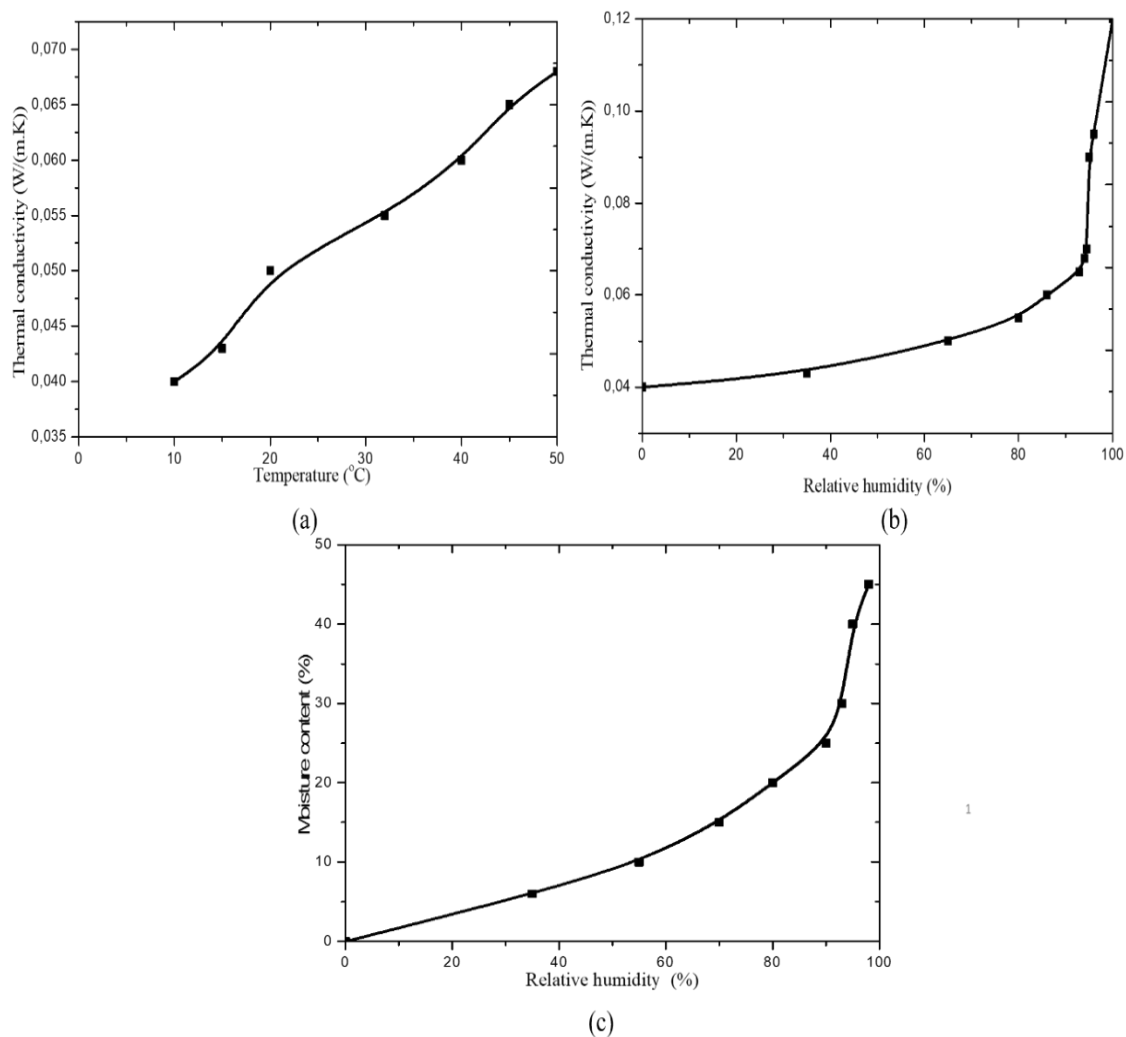 0,070
0,065
0,060
0,055
0,050
0,045
0,040
0,035
Thermal conductivity (W/(m.K))
0 10 20 30 40 50
Temperature (°C)
(a)
0,12
0,10
0,08
0,06
0,04
Thermal conductivity (W/(m.K))
0 20 40 60 80 100
Relative humidity (%)
(b)
50
40
30
20
10
0
Moisture content (%)
0 20 40 60 80 100
Relative humidity (%)
(c)
1